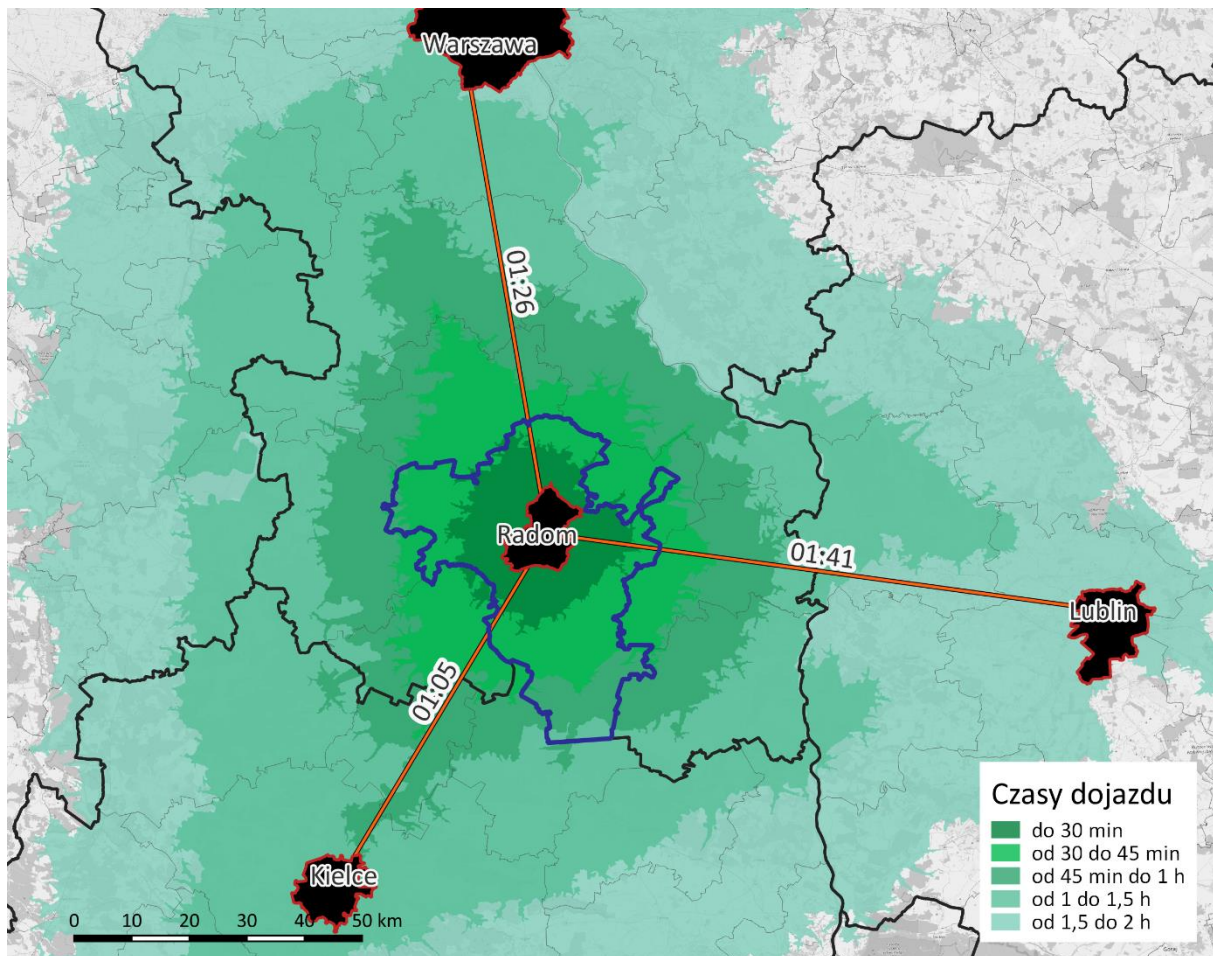 Warszawa
01:26
Radom
01:41
Lublin
01:05
Kielce
0 10 20 30 40 50 km
Czasy dojazdu
do 30 min
od 30 do 45 min
od 45 min do 1 h
od 1 do 1,5 h
od 1,5 do 2 h